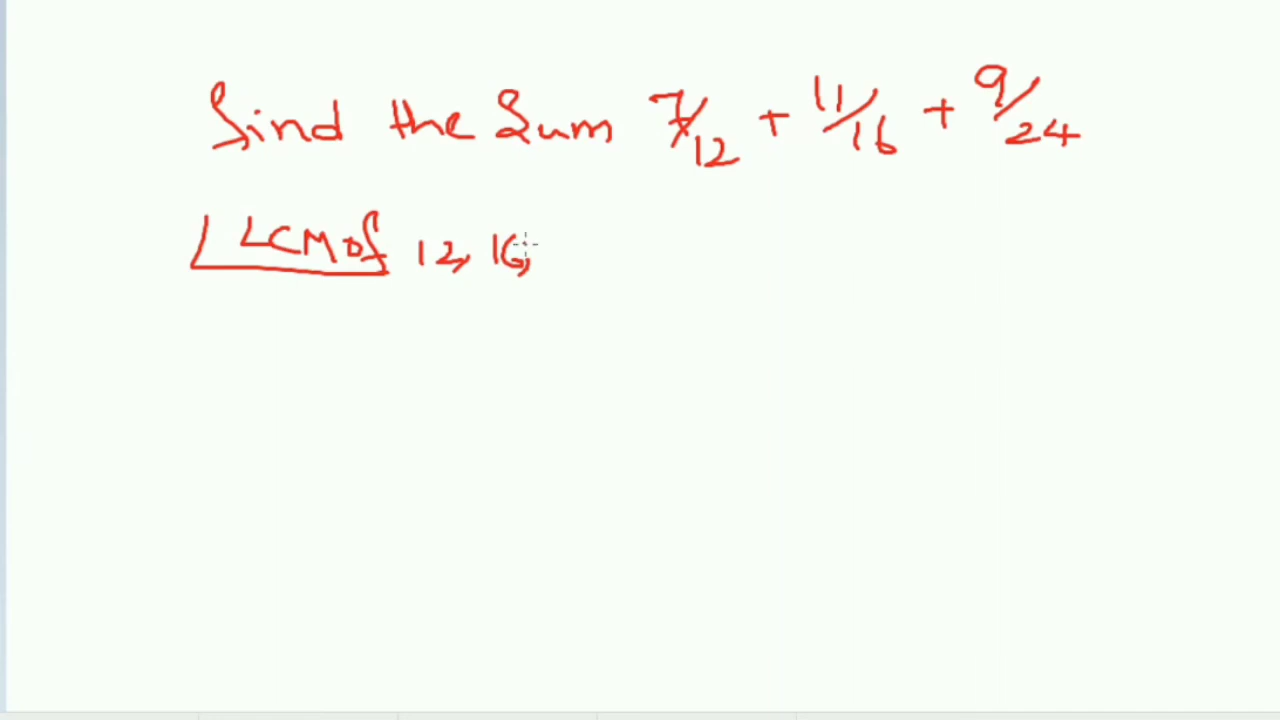 find the Sum 7/12 + 11/16 + 9/24
LCM of 12, 16,